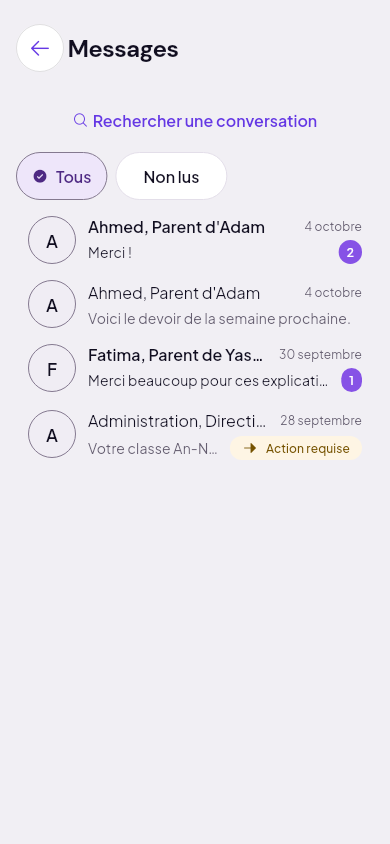 Messages
Rechercher une conversation
Tous
Non lus
A
Ahmed, Parent d'Adam
4 octobre
Merci !
2
A
Ahmed, Parent d'Adam
4 octobre
Voici le devoir de la semaine prochaine.
F
Fatima, Parent de Yas...
30 septembre
Merci beaucoup pour ces explicati...
1
A
Administration, Directi...
28 septembre
Votre classe An-N...
Action requise